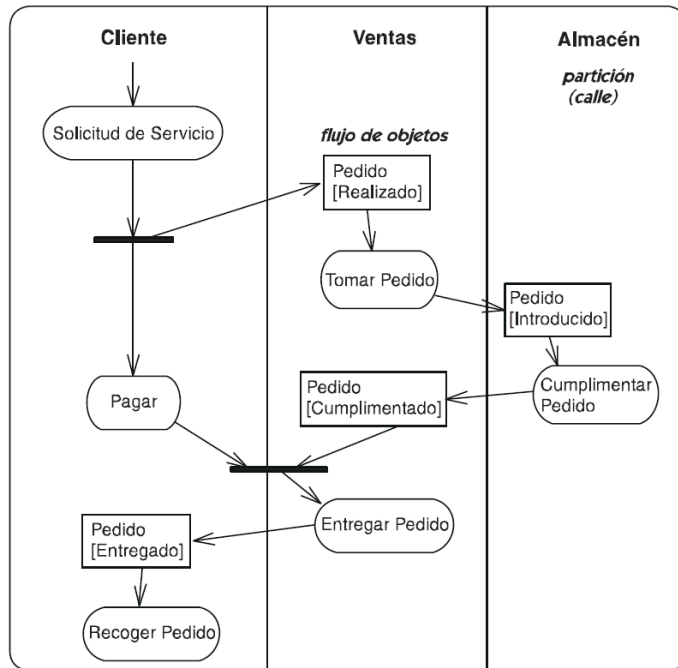 Cliente
Ventas
Almacén
partición
(calle)
Solicitud de Servicio
flujo de objetos
Pedido
[Realizado]
Tomar Pedido
Pedido
[Introducido]
Pagar
Pedido
[Cumplimentado]
Cumplimentar
Pedido
Pedido
[Entregado]
Entregar Pedido
Recoger Pedido